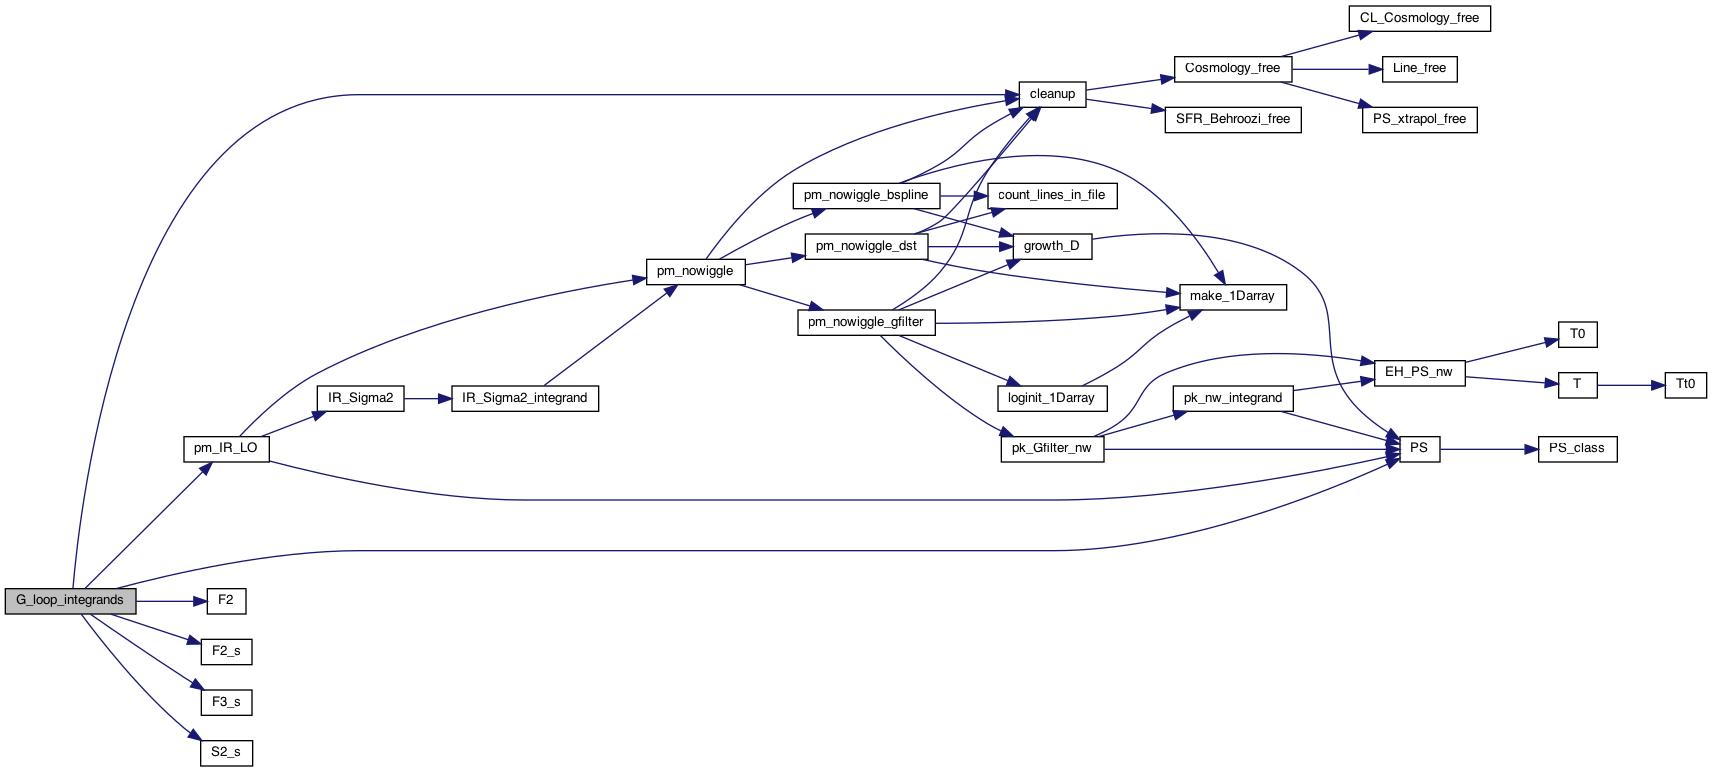 CL_Cosmology_free
Cosmology_free
Line_free
cleanup
SFR_Behroozi_free
PS_xtrapol_free
pm_nowiggle_bspline
count_lines_in_file
pm_nowiggle_dst
growth_D
pm_nowiggle
make_1Darray
pm_nowiggle_gfilter
T0
EH_PS_nw
T
Tt0
IR_Sigma2
IR_Sigma2_integrand
loginit_1Darray
pk_nw_integrand
pm_IR_LO
pk_Gfilter_nw
PS
PS_class
G_loop_integrands
F2
F2_s
F3_s
S2_s